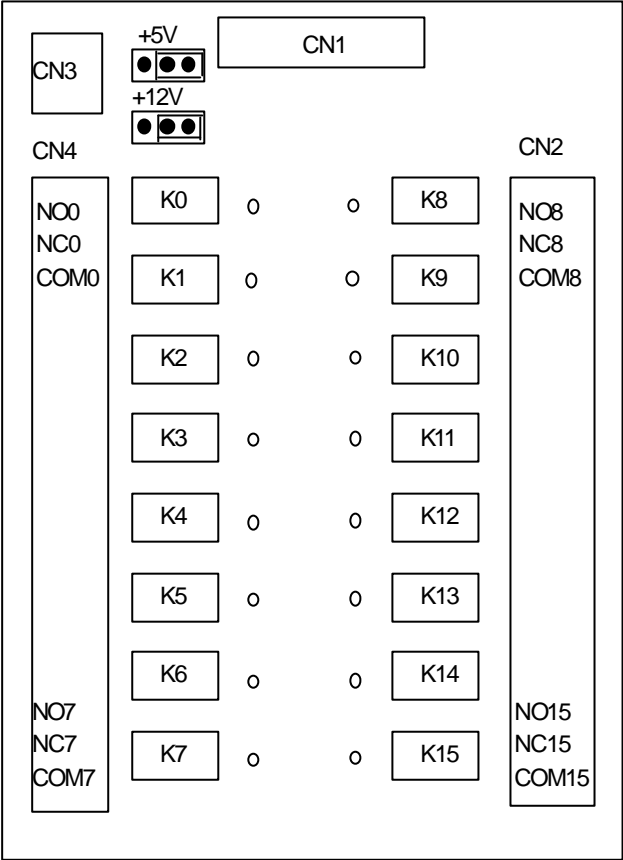 +5V
CN1
CN3
+12V
CN4
CN2
NO0
NC0
COM0
K0
K8
NO8
NC8
COM8
K1
K9
K2
K10
K3
K11
K4
K12
K5
K13
K6
K14
NO7
NC7
COM7
K7
K15
NO15
NC15
COM15